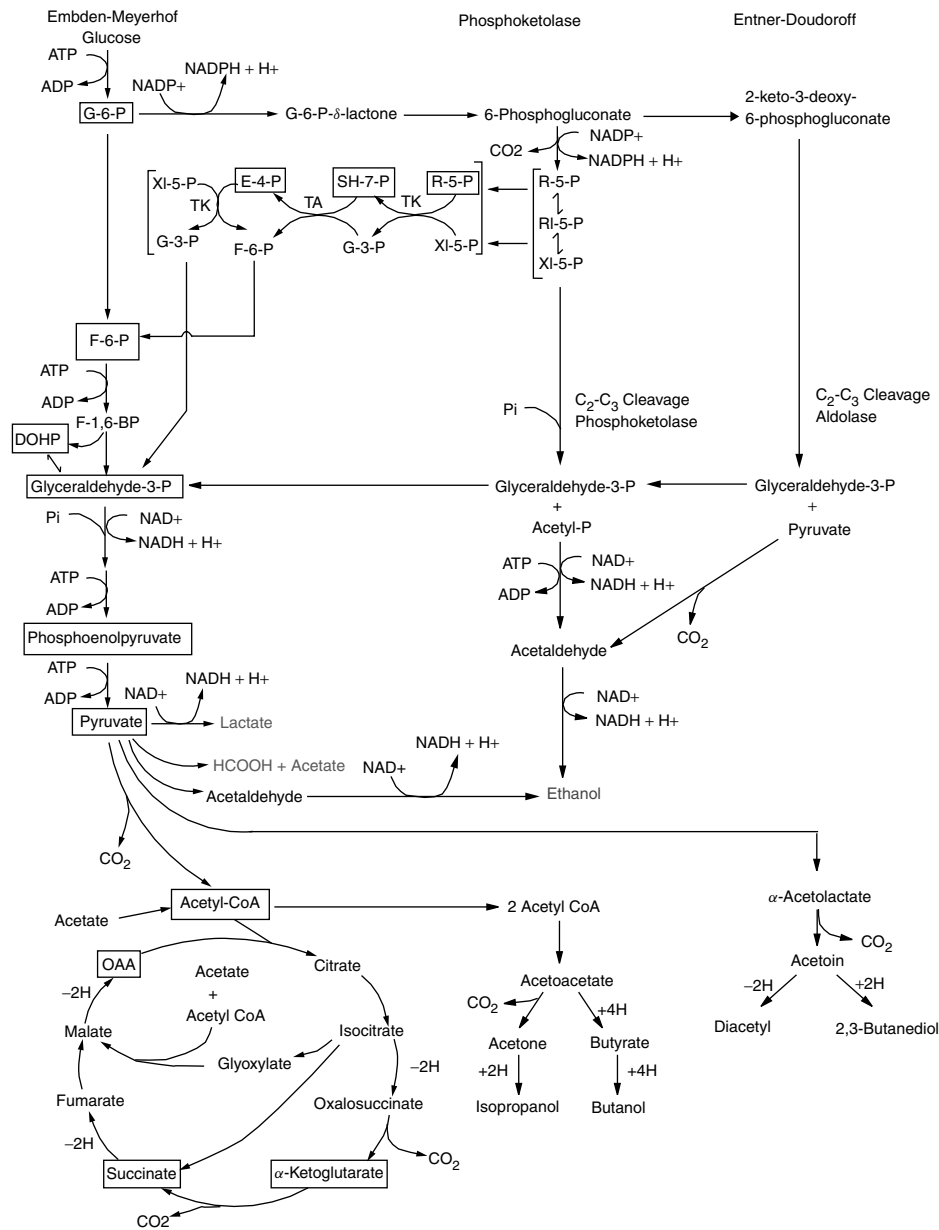 Embden-Meyerhof
Glucose
Phosphoketolase
Entner-Doudoroff
ATP
ADP
NADP+
NADPH + H+
G-6-P
G-6-P-δ-lactone
6-Phosphogluconate
2-keto-3-deoxy-
6-phosphogluconate
CO2
NADP+
NADPH + H+
Xl-5-P
E-4-P
SH-7-P
R-5-P
R-5-P
TK
TA
TK
Rl-5-P
G-3-P
F-6-P
G-3-P
Xl-5-P
Xl-5-P
F-6-P
ATP
ADP
F-1,6-BP
DOHP
Pi
C2-C3 Cleavage
Phosphoketolase
C2-C3 Cleavage
Aldolase
Glyceraldehyde-3-P
Glyceraldehyde-3-P
+
Acetyl-P
Glyceraldehyde-3-P
+
Pyruvate
Pi
NAD+
NADH + H+
ATP
ADP
ATP
ADP
NAD+
NADH + H+
CO2
Phosphoenolpyruvate
Acetaldehyde
ATP
ADP
NAD+
NADH + H+
Pyruvate
Lactate
NAD+
NADH + H+
HCOOH + Acetate
NAD+
NADH + H+
Acetaldehyde
Ethanol
CO2
Acetate
Acetyl-CoA
2 Acetyl CoA
α-Acetolactate
CO2
Acetoin
−2H
+2H
Diacetyl
2,3-Butanediol
OAA
Citrate
Acetate
+
Acetyl CoA
−2H
Malate
Isocitrate
Glyoxylate
−2H
Fumarate
Oxalosuccinate
−2H
CO2
Succinate
α-Ketoglutarate
CO2
Acetoacetate
CO2
+4H
Acetone
Butyrate
+2H
+4H
Isopropanol
Butanol